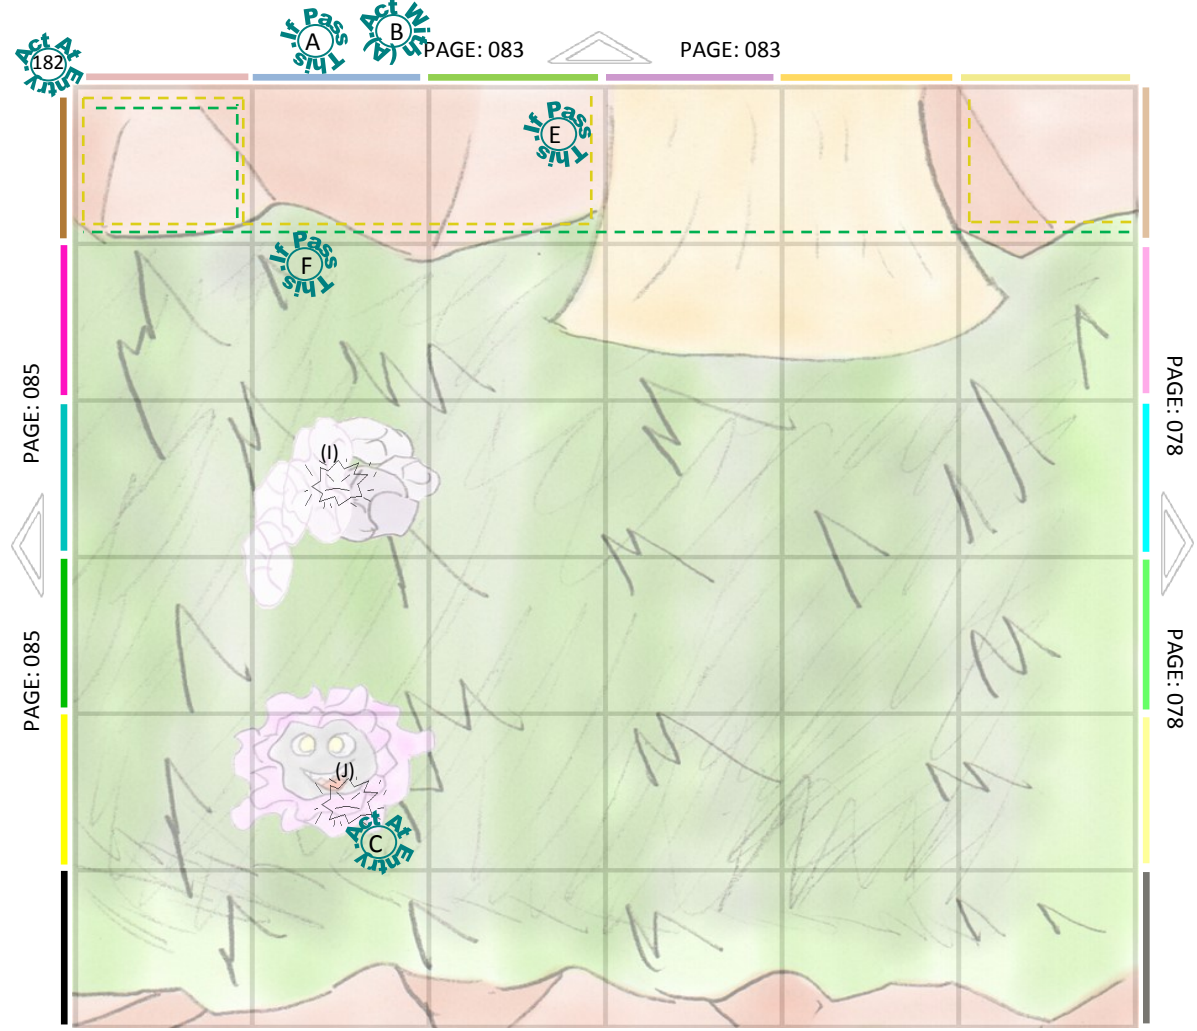 Act At Entry.
182
If Pass This.
A
Act With (A).
B
PAGE: 083
PAGE: 083
If Pass This.
E
If Pass This.
F
PAGE: 085
PAGE: 078
(I)
PAGE: 085
PAGE: 078
(J)
Act At Entry.
C